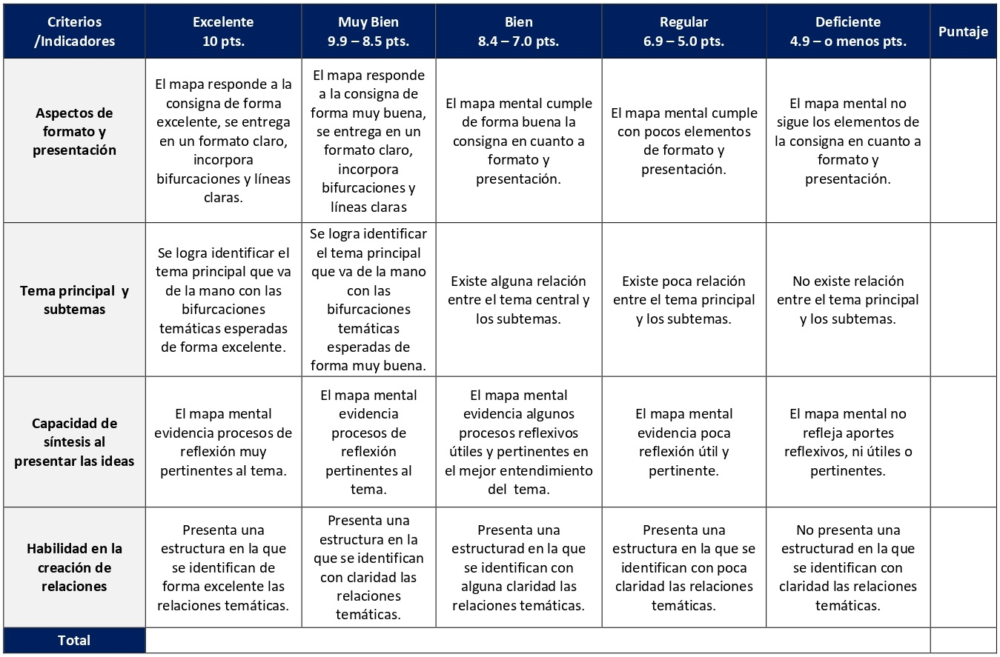 Criterios
/Indicadores
Excelente
10 pts.
Muy Bien
9.9 – 8.5 pts.
Bien
8.4 – 7.0 pts.
Regular
6.9 – 5.0 pts.
Deficiente
4.9 – o menos pts.
Puntaje
Aspectos de
formato y
presentación
El mapa responde a la
consigna de forma
excelente, se entrega
en un formato claro,
incorpora
bifurcaciones y líneas
claras.
El mapa responde
a la consigna de
forma muy buena,
se entrega en un
formato claro,
incorpora
bifurcaciones y
líneas claras
El mapa mental cumple
de forma buena la
consigna en cuanto a
formato y
presentación.
El mapa mental cumple
con pocos elementos
de formato y
presentación.
El mapa mental no
sigue los elementos de
la consigna en cuanto a
formato y
presentación.
Tema principal  y
subtemas
Se logra identificar el
tema principal que va
de la mano con las
bifurcaciones
temáticas esperadas
de forma excelente.
Se logra identificar
el tema principal
que va de la mano
con las
bifurcaciones
temáticas
esperadas de
forma muy buena.
Existe alguna relación
entre el tema central y
los subtemas.
Existe poca relación
entre el tema principal
y los subtemas.
No existe relación
entre el tema principal
y los subtemas.
Capacidad de
síntesis al
presentar las ideas
El mapa mental
evidencia procesos de
reflexión muy
pertinentes al tema.
El mapa mental
evidencia
procesos de
reflexión
pertinentes al
tema.
El mapa mental
evidencia algunos
procesos reflexivos
útiles y pertinentes en
el mejor entendimiento
del  tema.
El mapa mental
evidencia poca
reflexión útil y
pertinente.
El mapa mental no
refleja aportes
reflexivos, ni útiles o
pertinentes.
Habilidad en la
creación de
relaciones
Presenta una
estructura en la que
se identifican de
forma excelente las
relaciones temáticas.
Presenta una
estructura en la
que se identifican
con claridad las
relaciones
temáticas.
Presenta una
estructurad en la que
se identifican con
alguna claridad las
relaciones temáticas.
Presenta una
estructura en la que se
identifican con poca
claridad las relaciones
temáticas.
No presenta una
estructurad en la que
se identifican con
claridad las relaciones
temáticas.
Total